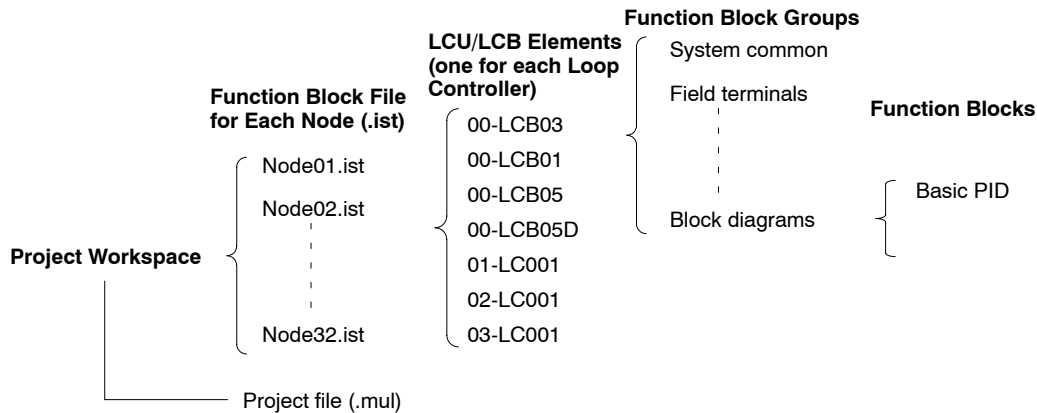 Function Block Groups
System common
Field terminals
Block diagrams
LCU/LCB Elements
(one for each Loop
Controller)
00-LCB03
00-LCB01
00-LCB05
00-LCB05D
01-LC001
02-LC001
03-LC001
Function Block File
for Each Node (.ist)
Node01.ist
Node02.ist
Node32.ist
Function Blocks
Basic PID
Project Workspace
Project file (.mul)